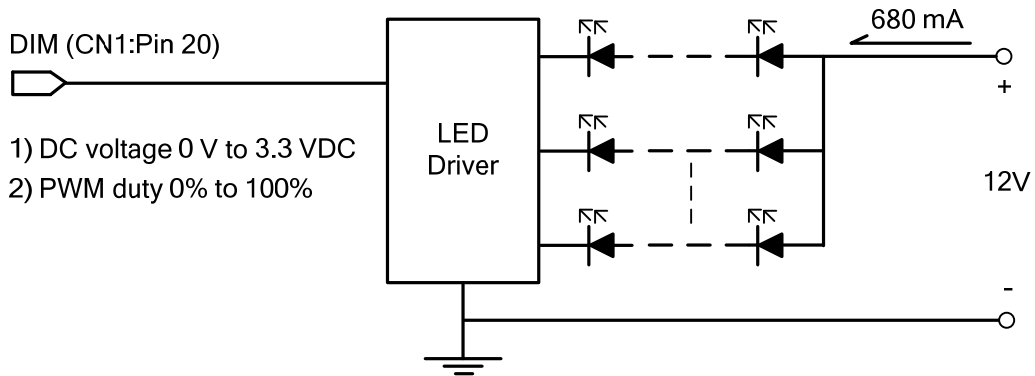 680 mA
DIM (CN1:Pin 20)
+
LED
Driver
1) DC voltage 0 V to 3.3 VDC
2) PWM duty 0% to 100%
12V
-